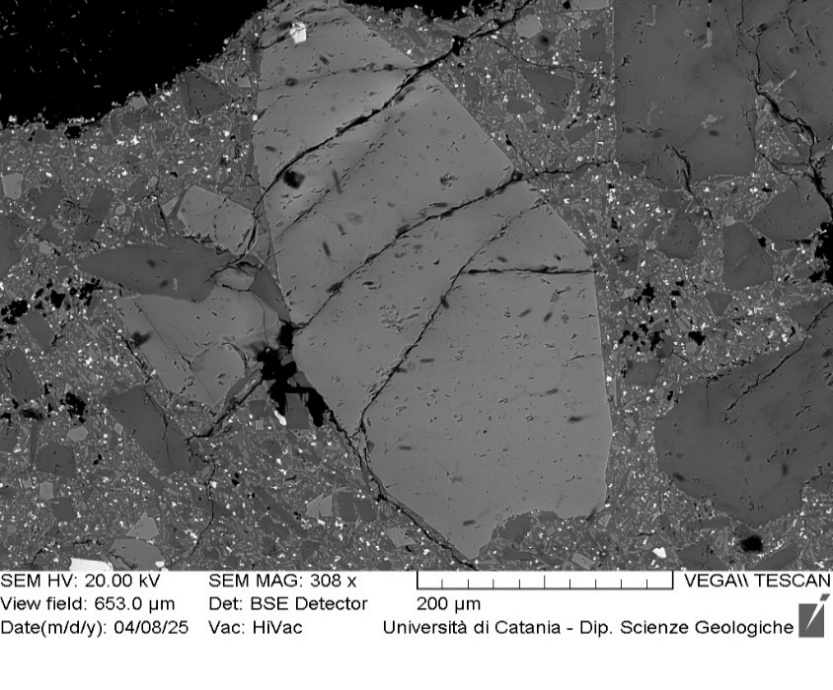 SEM HV: 20.00 kV SEM MAG: 308 x VEGA\\ TESCAN
View field: 653.0 µm Det: BSE Detector 200 µm
Date(m/d/y): 04/08/25 Vac: HiVac Università di Catania - Dip. Scienze Geologiche